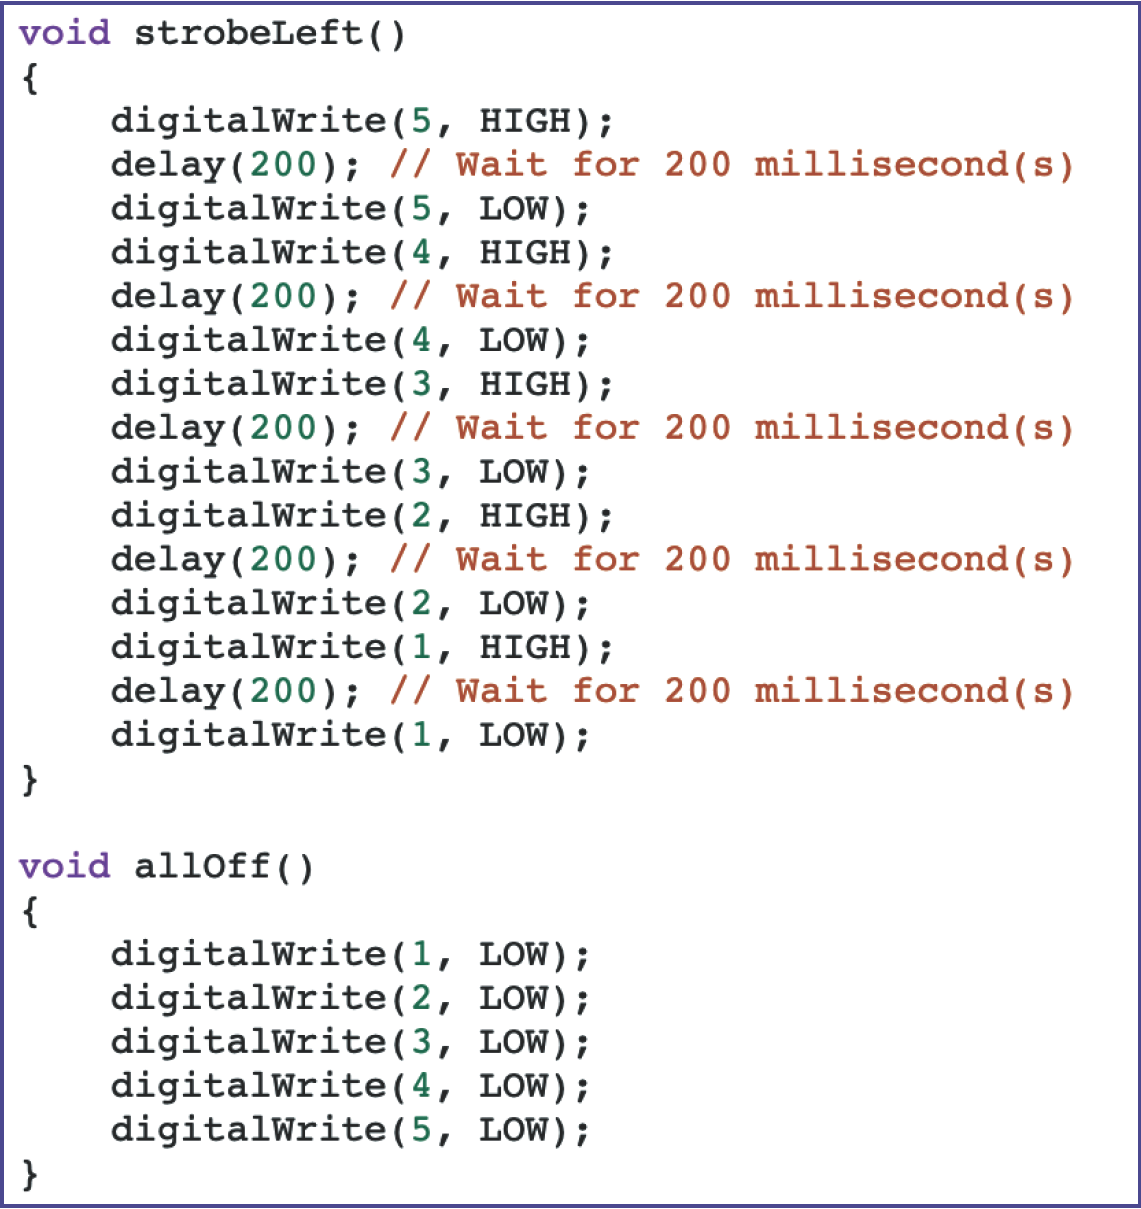 void strobeLeft()
{
    digitalWrite(5, HIGH);
    delay(200); // Wait for 200 millisecond(s)
    digitalWrite(5, LOW);
    digitalWrite(4, HIGH);
    delay(200); // Wait for 200 millisecond(s)
    digitalWrite(4, LOW);
    digitalWrite(3, HIGH);
    delay(200); // Wait for 200 millisecond(s)
    digitalWrite(3, LOW);
    digitalWrite(2, HIGH);
    delay(200); // Wait for 200 millisecond(s)
    digitalWrite(2, LOW);
    digitalWrite(1, HIGH);
    delay(200); // Wait for 200 millisecond(s)
    digitalWrite(1, LOW);
}

void allOff()
{
    digitalWrite(1, LOW);
    digitalWrite(2, LOW);
    digitalWrite(3, LOW);
    digitalWrite(4, LOW);
    digitalWrite(5, LOW);
}